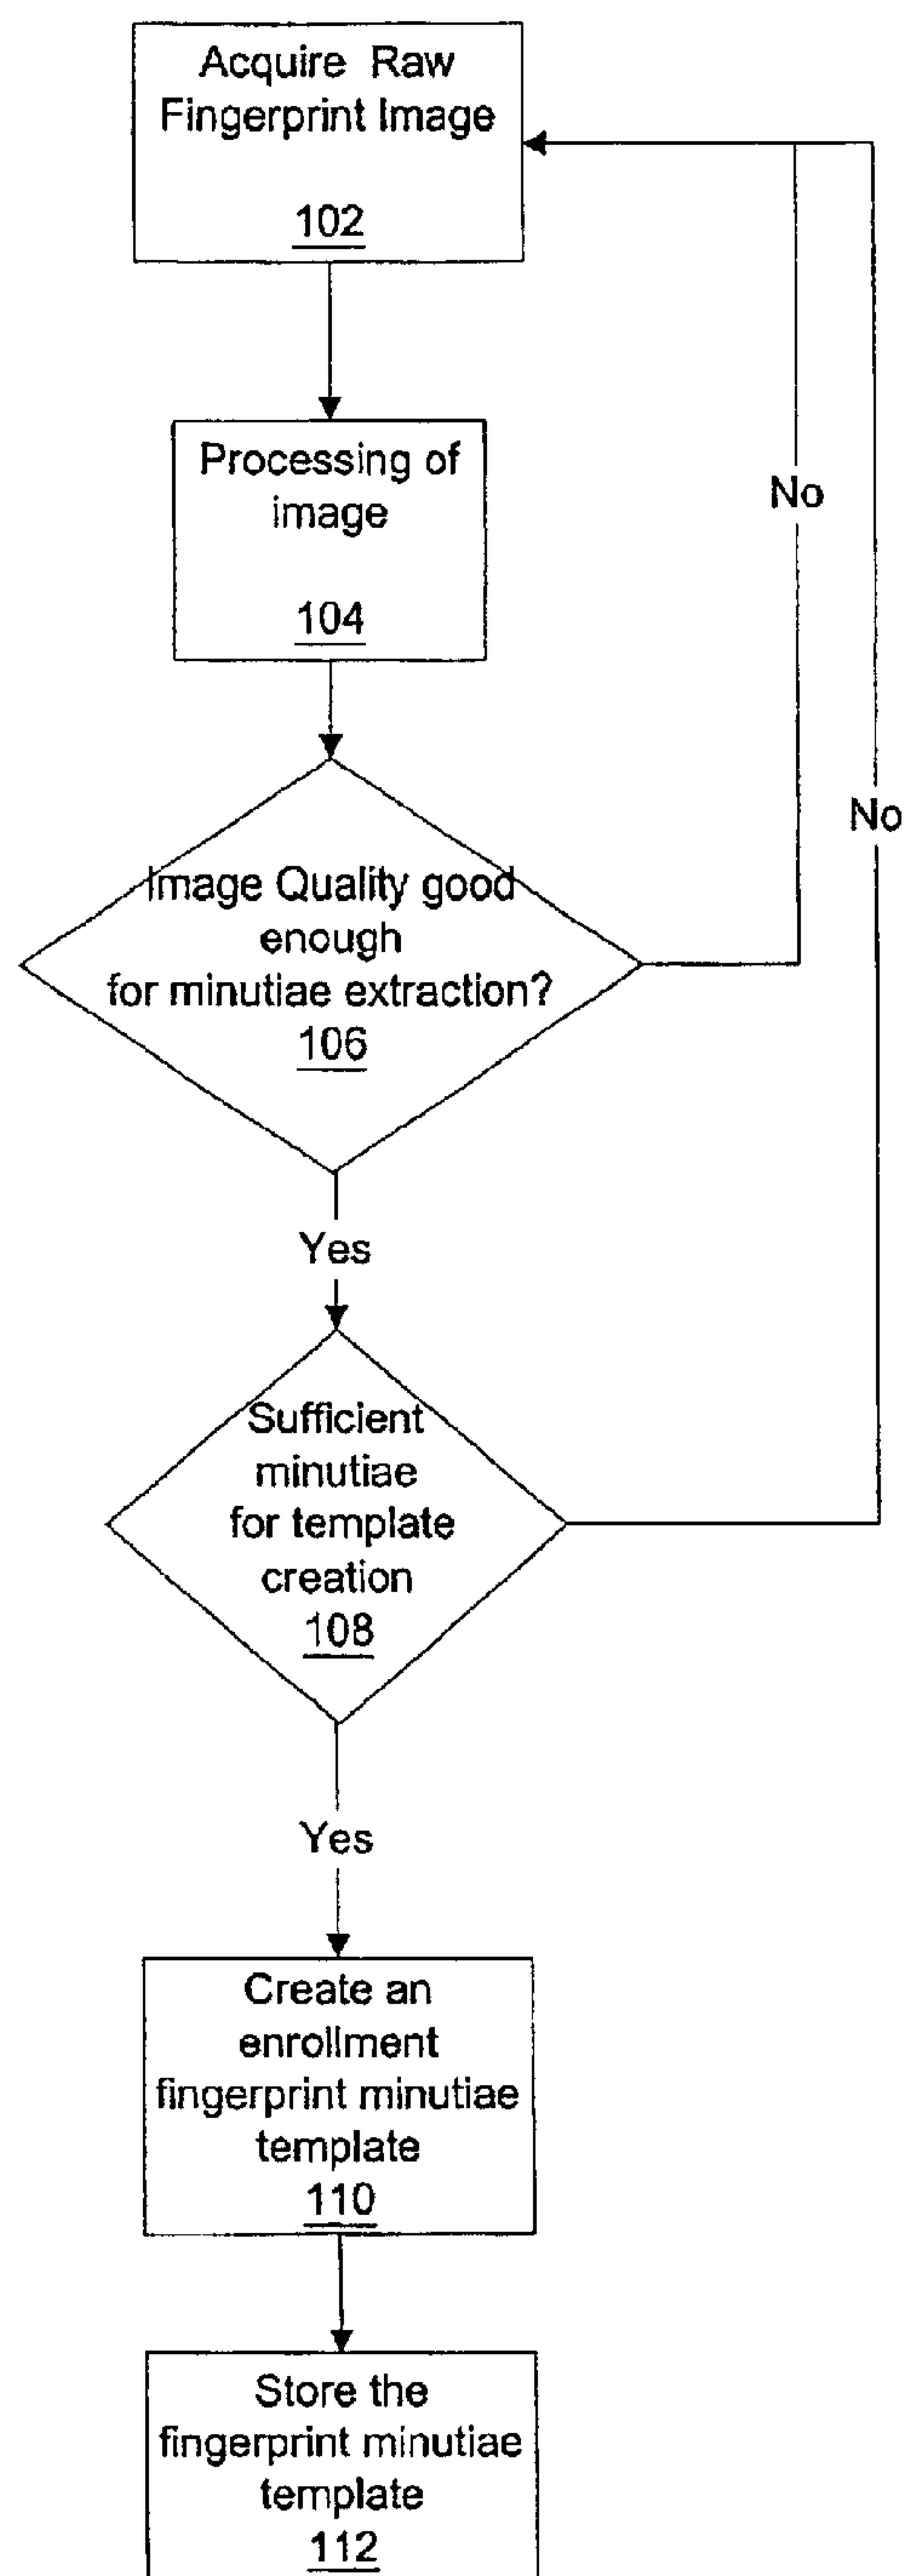 Acquire Raw
Fingerprint Image
102
Processing of
image
104
No
Image Quality good
enough
for minutiae extraction?
106
No
Yes
Sufficient
minutiae
for template
creation
108
Yes
Create an
enrollment
fingerprint minutiae
template
110
Store the
fingerprint minutiae
template
112